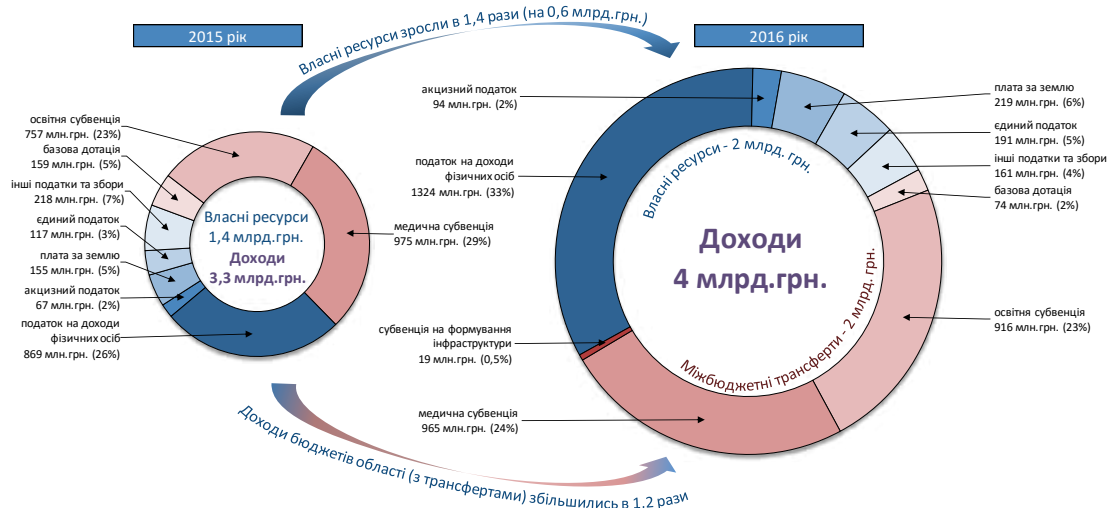 2015 рік
Власні ресурси зросли в 1,4 рази (на 0,6 млрд.грн.)
2016 рік
освітня субвенція
757 млн.грн. (23%)
базова дотація
159 млн.грн. (5%)
інші податки та збори
218 млн.грн. (7%)
єдиний податок
117 млн.грн. (3%)
плата за землю
155 млн.грн. (5%)
акцизний податок
67 млн.грн. (2%)
податок на доходи
фізичних осіб
869 млн.грн. (26%)
Власні ресурси
1,4 млрд.грн.
Доходи
3,3 млрд.грн.
медична субвенція
975 млн.грн. (29%)
акцизний податок
94 млн.грн. (2%)
податок на доходи
фізичних осіб
1324 млн.грн. (33%)
субвенція на формування
інфраструктури
19 млн.грн. (0,5%)
медична субвенція
965 млн.грн. (24%)
Власні ресурси - 2 млрд. грн.
Доходи
4 млрд.грн.
Міжбюджетні трансферти - 2 млрд. грн.
плата за землю
219 млн.грн. (6%)
єдиний податок
191 млн.грн. (5%)
інші податки та збори
161 млн.грн. (4%)
базова дотація
74 млн.грн. (2%)
освітня субвенція
916 млн.грн. (23%)
Доходи бюджетів області (з трансфертами) збільшились в 1,2 рази